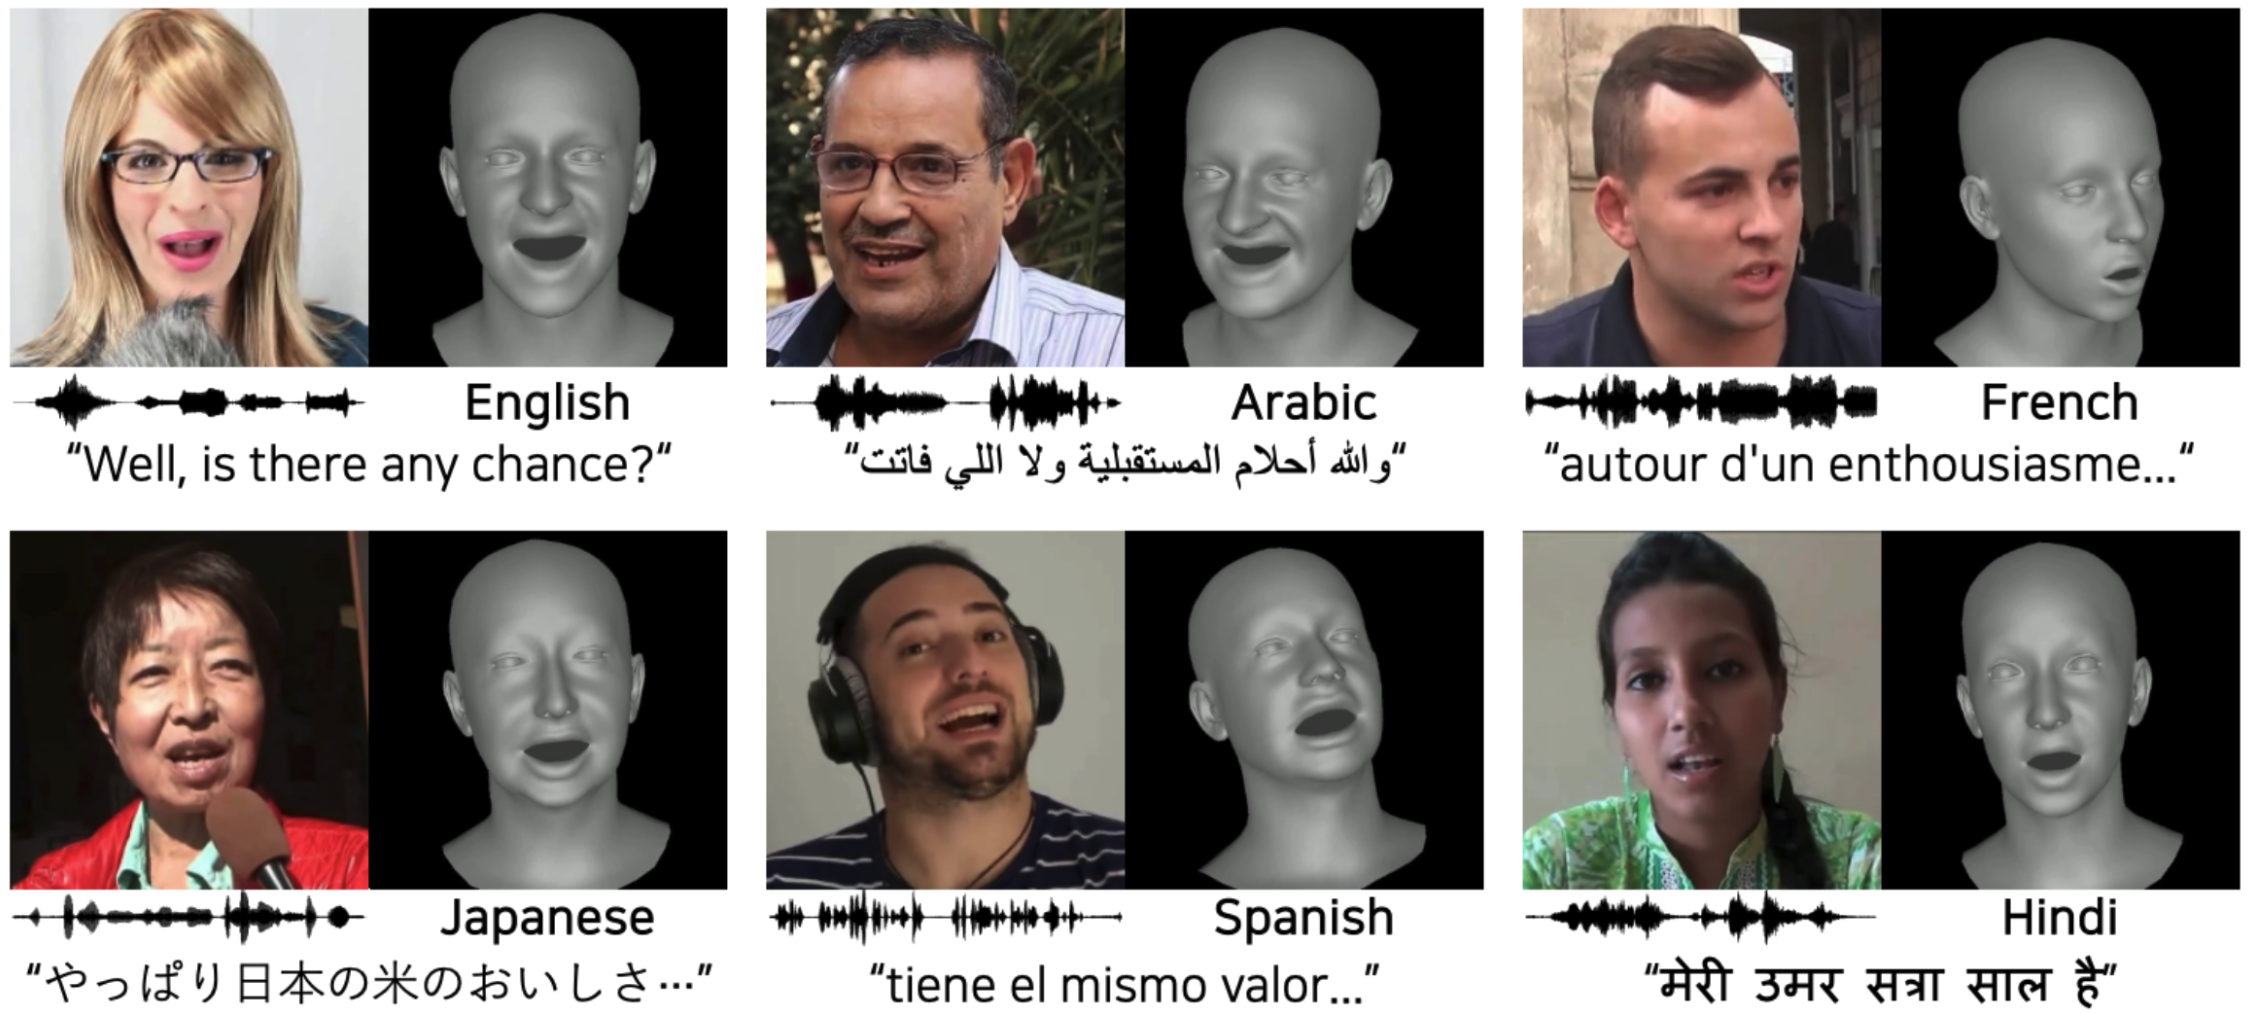 English
"Well, is there any chance?"
Arabic
"والله أحلام المستقبلية ولا اللي فاتت"
French
"autour d'un enthousiasme..."
Japanese
"やっぱり日本の米のおいしさ…"
Spanish
"tiene el mismo valor..."
Hindi
"मेरी उमर सत्रा साल है"